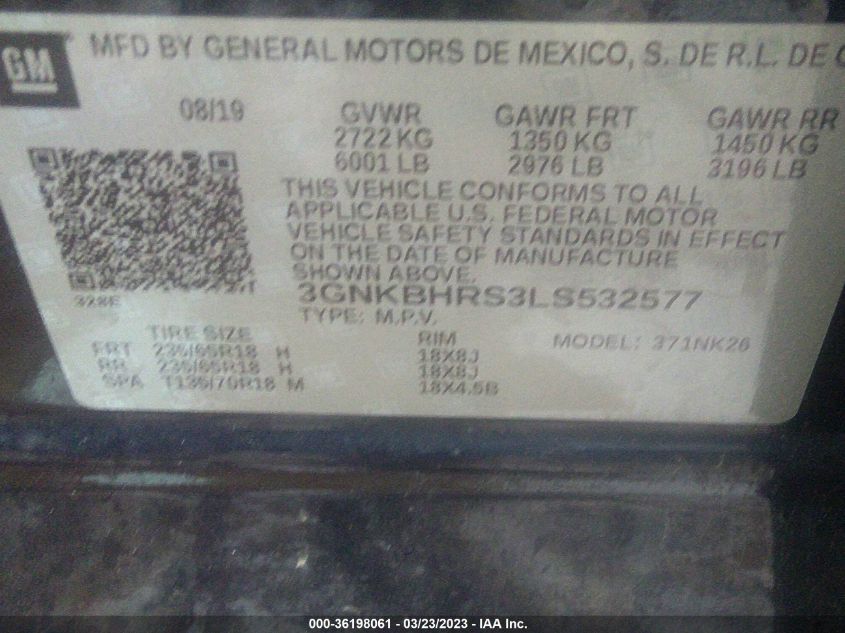 GM
MFD BY GENERAL MOTORS DE MEXICO, S. DE R.L. DE C
08/19 GVWR GAWR FRT GAWR RR
2722 KG 1350 KG 1450 KG
6001 LB 2976 LB 3196 LB
THIS VEHICLE CONFORMS TO ALL
APPLICABLE U.S. FEDERAL MOTOR
VEHICLE SAFETY STANDARDS IN EFFECT
ON THE DATE OF MANUFACTURE
SHOWN ABOVE.
328E
3GNKBHRS3LS532577
TYPE: M.P.V.
TIRE SIZE RIM MODEL: 371NK26
FRT 235/65R18 H 18X8J
RR 235/65R18 H 18X8J
SPA T135/70R18 M 18X4.5B
000-36198061 - 03/23/2023 - IAA Inc.